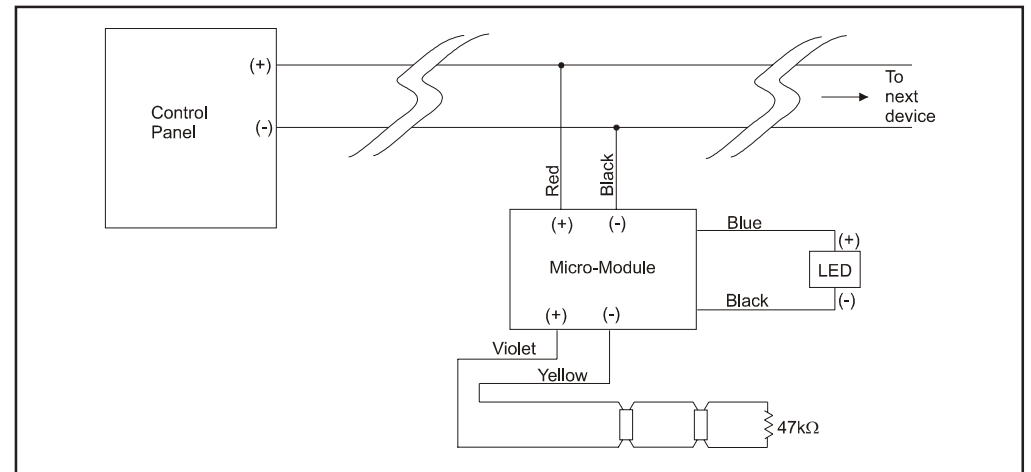 Control
Panel
(+)
(-)
To
next
device
Red
Black
(+) (-)
Micro-Module
(+) (-)
Blue
Black
(+)
LED
(-)
Violet
Yellow
47kΩ